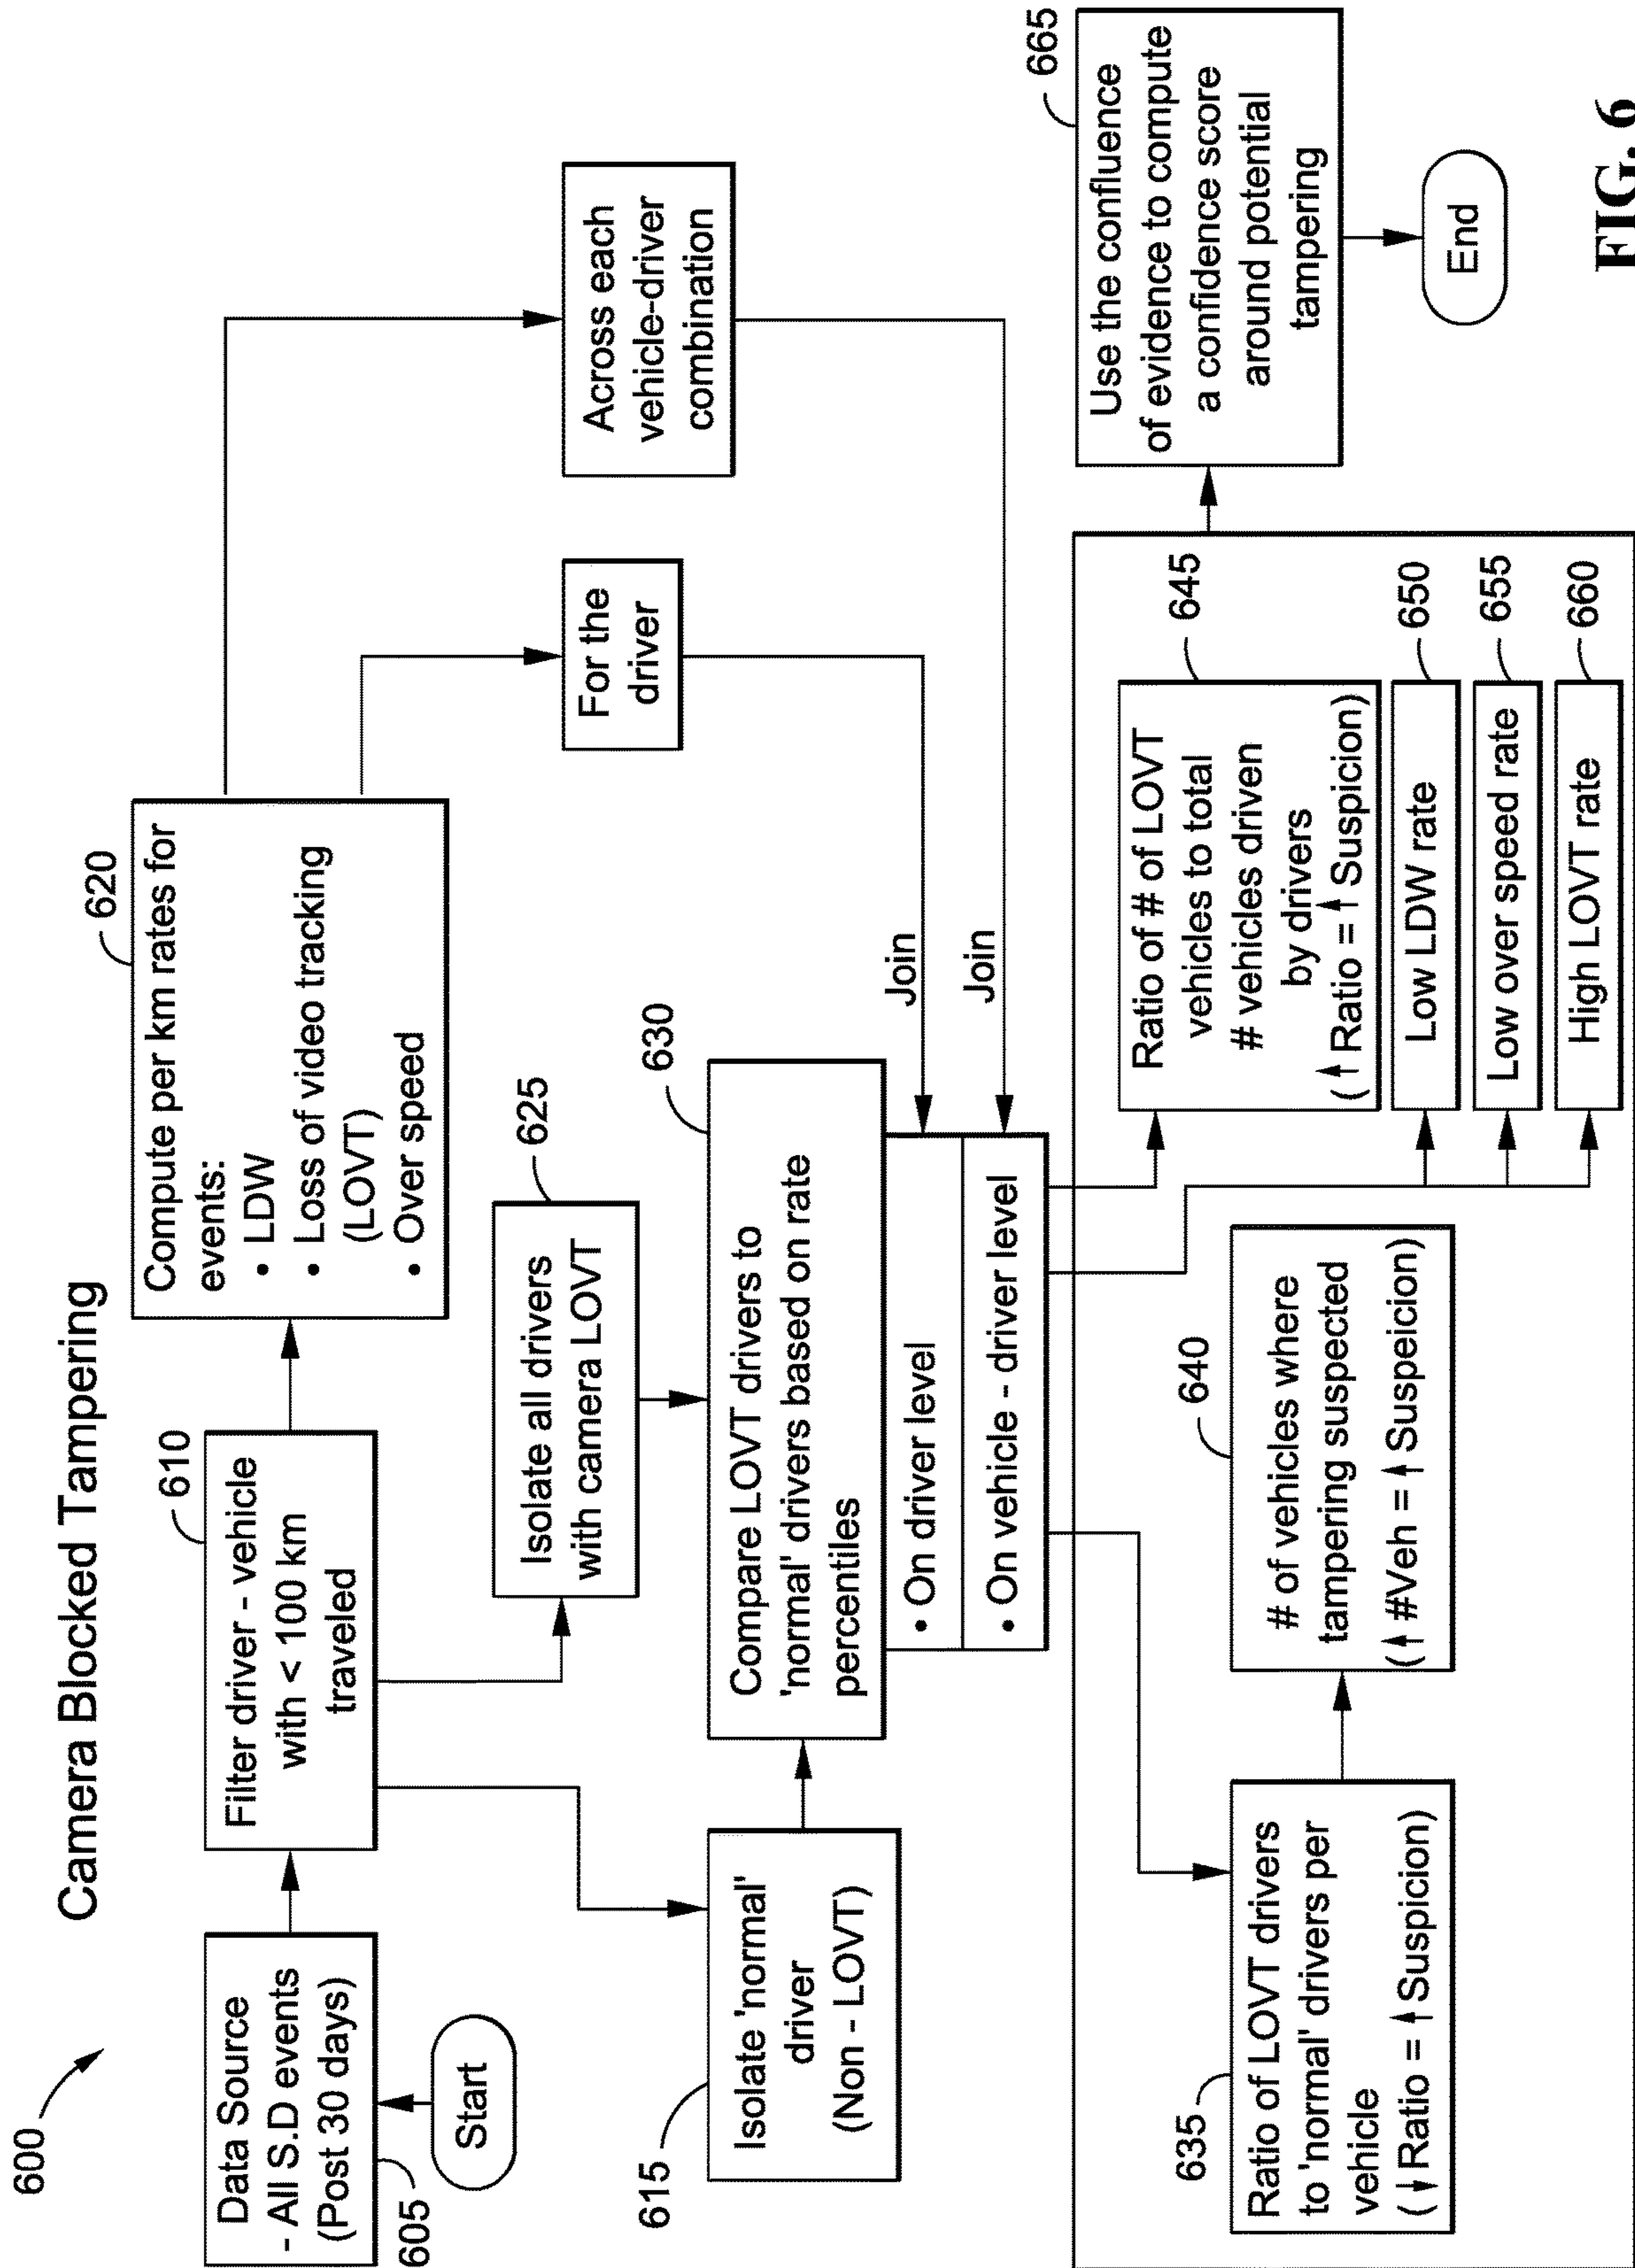 Camera Blocked Tampering
600
Data Source
- All S.D events
(Post 30 days)
605
Start
Filter driver - vehicle
with < 100 km
traveled
610
Compute per km rates for
events:
• LDW
• Loss of video tracking
(LOVT)
• Over speed
620
Isolate 'normal'
driver
(Non - LOVT)
615
Isolate all drivers
with camera LOVT
625
For the
driver
Across each
vehicle-driver
combination
Compare LOVT drivers to
'normal' drivers based on rate
percentiles
• On driver level
• On vehicle - driver level
630
Join
Join
Ratio of LOVT drivers
to 'normal' drivers per
vehicle
(↓ Ratio = ↑ Suspicion)
635
# of vehicles where
tampering suspected
(↑ #Veh = ↑ Suspeicion)
640
Ratio of # of LOVT
vehicles to total
# vehicles driven
by drivers
(↑ Ratio = ↑ Suspicion)
645
Low LDW rate
650
Low over speed rate
655
High LOVT rate
660
Use the confluence
of evidence to compute
a confidence score
around potential
tampering
665
End
FIG. 6